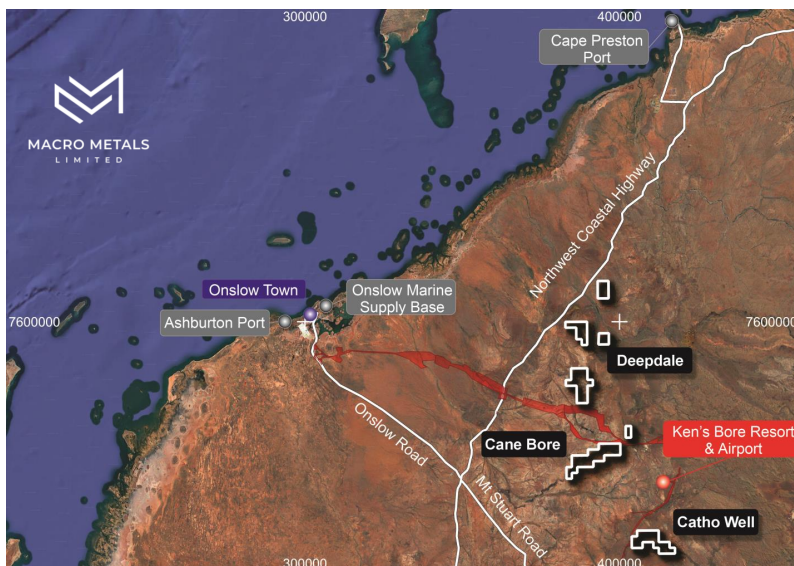 300000
400000
Cape Preston
Port
MACRO METALS
LIMITED
Northwest Coastal Highway
Onslow Town
Onslow Marine
Supply Base
7600000
Ashburton Port
7600000
Deepdale
Onslow Road
Cane Bore
Ken's Bore Resort
& Airport
Mt Stuart Road
Catho Well
300000
400000